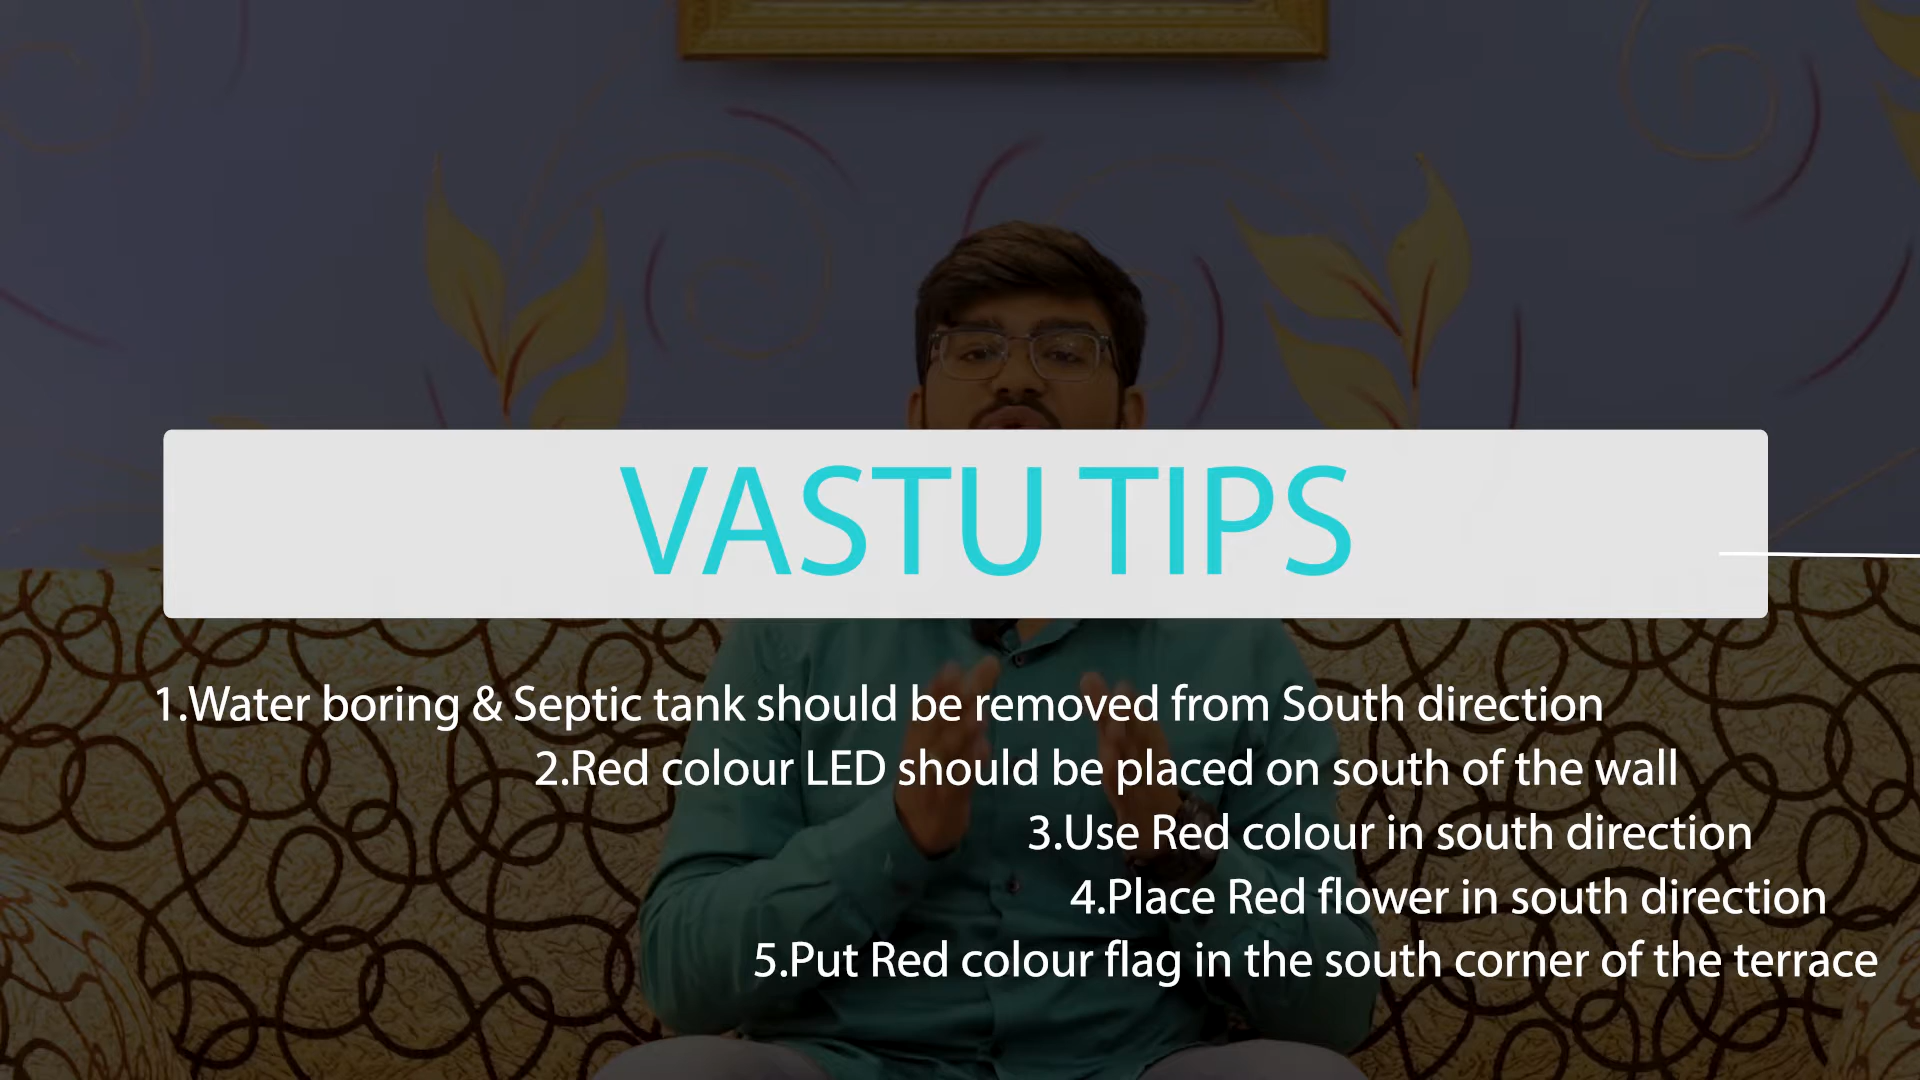 VASTU TIPS
1.Water boring & Septic tank should be removed from South direction
2.Red colour LED should be placed on south of the wall
3.Use Red colour in south direction
4.Place Red flower in south direction
5.Put Red colour flag in the south corner of the terrace